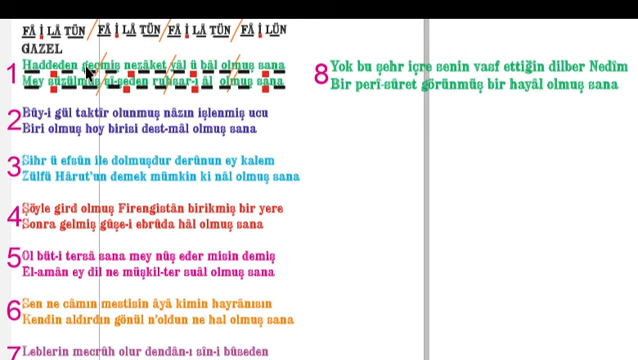 FÂ İ LÂ TÜN / FÂ İ LÂ TÜN / FÂ İ LÂ TÜN / FÂ İ LÜN
GAZEL
1 Haddeden geçmiş nezâket yâl ü bâl olmuş sana
Mey süzülmüş şîşeden ruhsar-ı âl olmuş sana
2 Bûy-i gül taktîr olunmuş nâzın işlenmiş ucu
Biri olmuş hoy birisi dest-mâl olmuş sana
3 Sihr ü efsûn ile dolmuşdur derûnun ey kalem
Zülfü Hârut'un demek mümkin ki nâl olmuş sana
4 Şöyle gird olmuş Firengistân birikmiş bir yere
Sonra gelmiş gûşe-i ebrûda hâl olmuş sana
5 Ol büt-i tersâ sana mey nûş eder misin demiş
El-amân ey dil ne müşkil-ter suâl olmuş sana
6 Sen ne câmın mestisin âyâ kimin hayrânısın
Kendin aldırdın gönül n'oldun ne hal olmuş sana
7 Leblerin mecrûh olur dendân-ı sîn-i bûseden
8 Yok bu şehr içre senin vasf ettiğin dilber Nedîm
Bir perî-sûret görünmüş bir hayâl olmuş sana